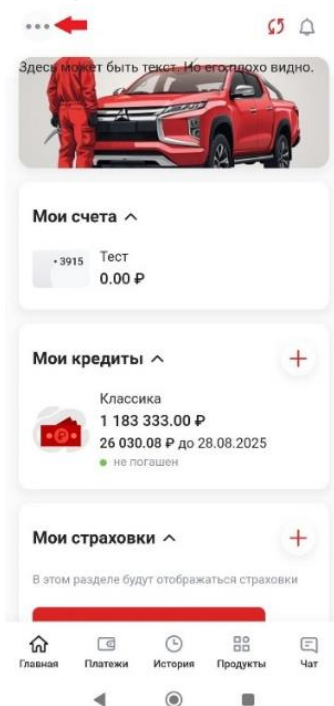 Здесь может быть текст. Но его плохо видно.
Мои счета
• 3915 Тест
0.00 ₽
Мои кредиты
Классика
1 183 333.00 ₽
26 030.08 ₽ до 28.08.2025
не погашен
Мои страховки
В этом разделе будут отображаться страховки
Главная Платежи История Продукты Чат